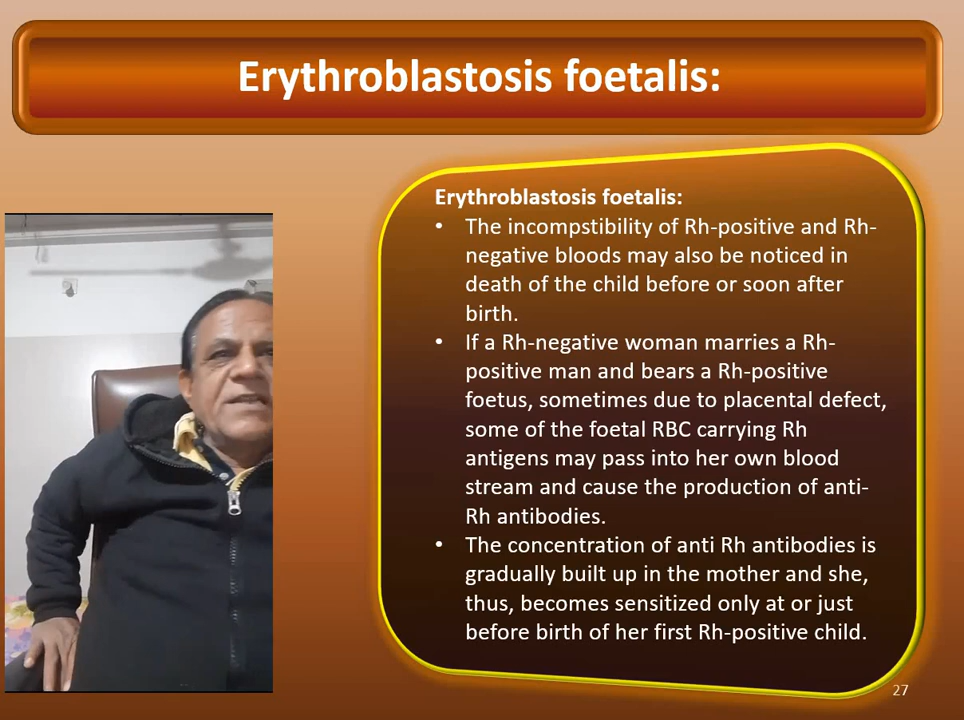 Erythroblastosis foetalis:
Erythroblastosis foetalis:
• The incompstibility of Rh-positive and Rh-
negative bloods may also be noticed in
death of the child before or soon after
birth.
• If a Rh-negative woman marries a Rh-
positive man and bears a Rh-positive
foetus, sometimes due to placental defect,
some of the foetal RBC carrying Rh
antigens may pass into her own blood
stream and cause the production of anti-
Rh antibodies.
• The concentration of anti Rh antibodies is
gradually built up in the mother and she,
thus, becomes sensitized only at or just
before birth of her first Rh-positive child.
27